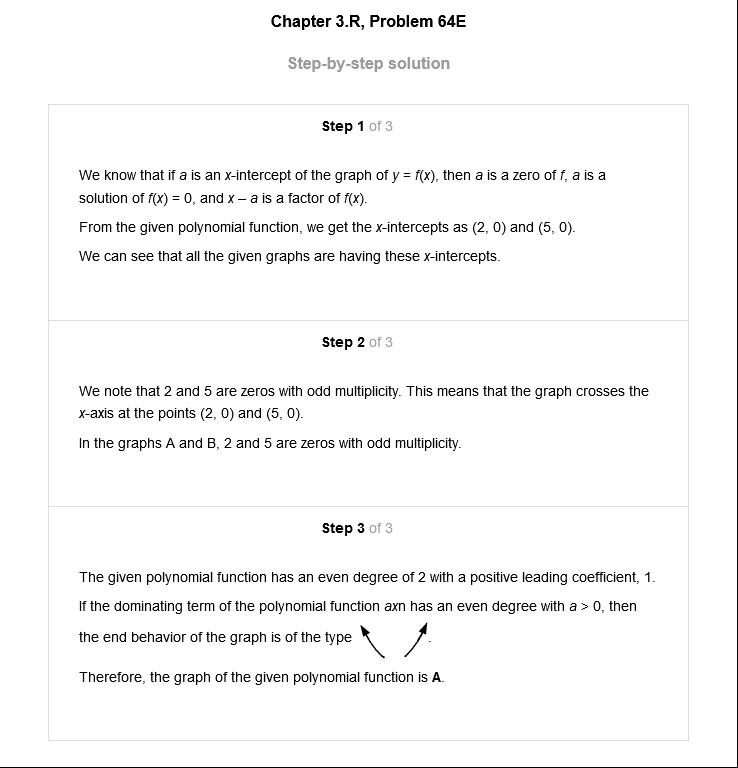 Chapter 3.R, Problem 64E
Step-by-step solution
Step 1 of 3
We know that if a is an x-intercept of the graph of y = f(x), then a is a zero of f, a is a
solution of f(x) = 0, and x – a is a factor of f(x).
From the given polynomial function, we get the x-intercepts as (2, 0) and (5, 0).
We can see that all the given graphs are having these x-intercepts.
Step 2 of 3
We note that 2 and 5 are zeros with odd multiplicity. This means that the graph crosses the
x-axis at the points (2, 0) and (5, 0).
In the graphs A and B, 2 and 5 are zeros with odd multiplicity.
Step 3 of 3
The given polynomial function has an even degree of 2 with a positive leading coefficient, 1.
If the dominating term of the polynomial function axn has an even degree with a > 0, then
the end behavior of the graph is of the type .
Therefore, the graph of the given polynomial function is A.